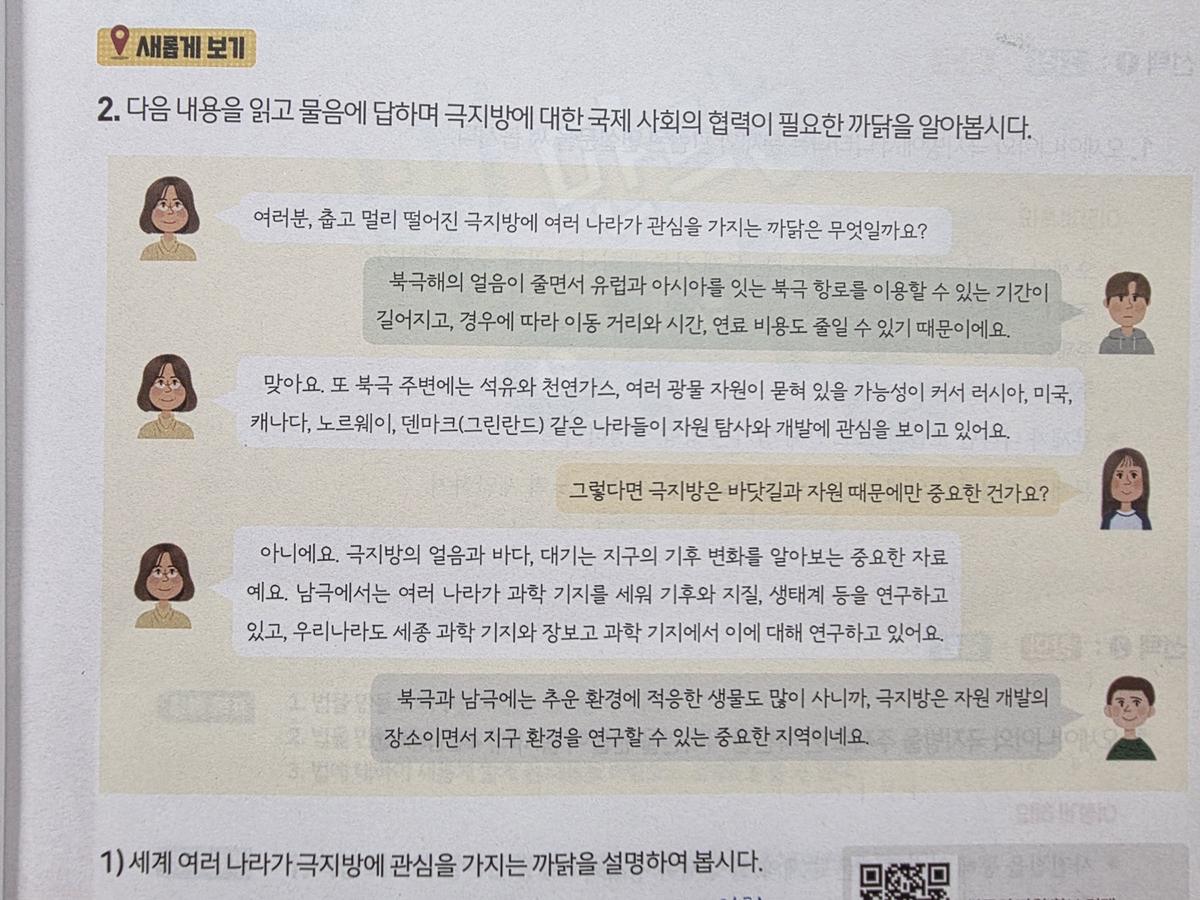 새롭게 보기
2. 다음 내용을 읽고 물음에 답하며 극지방에 대한 국제 사회의 협력이 필요한 까닭을 알아봅시다.
여러분, 춥고 멀리 떨어진 극지방에 여러 나라가 관심을 가지는 까닭은 무엇일까요?
북극해의 얼음이 줄면서 유럽과 아시아를 잇는 북극 항로를 이용할 수 있는 기간이
길어지고, 경우에 따라 이동 거리와 시간, 연료 비용도 줄일 수 있기 때문이에요.
맞아요. 또 북극 주변에는 석유와 천연가스, 여러 광물 자원이 묻혀 있을 가능성이 커서 러시아, 미국,
캐나다, 노르웨이, 덴마크(그린란드) 같은 나라들이 자원 탐사와 개발에 관심을 보이고 있어요.
그렇다면 극지방은 바닷길과 자원 때문에만 중요한 건가요?
아니에요. 극지방의 얼음과 바다, 대기는 지구의 기후 변화를 알아보는 중요한 자료
예요. 남극에서는 여러 나라가 과학 기지를 세워 기후와 지질, 생태계 등을 연구하고
있고, 우리나라도 세종 과학 기지와 장보고 과학 기지에서 이에 대해 연구하고 있어요.
북극과 남극에는 추운 환경에 적응한 생물도 많이 사니까, 극지방은 자원 개발의
장소이면서 지구 환경을 연구할 수 있는 중요한 지역이네요.
1) 세계 여러 나라가 극지방에 관심을 가지는 까닭을 설명하여 봅시다.